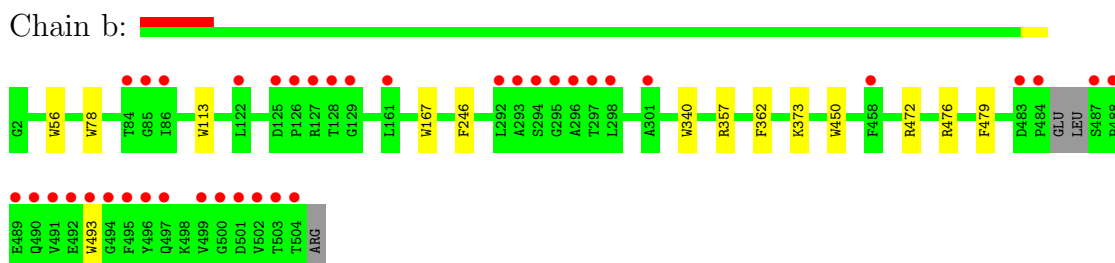 Chain b:
G2 W56 W78 T84 G85 I86 W113 L122 D125 P126 R127 T128 G129 L161 W167 F246 L292 A293 S294 G295 A296 T297 L298 A301 W340 R357 F362 K373 W450 F458 R472 R476 F479 D483 P484 GLU LEU S487
E489 Q490 V491 E492 W493 G494 F495 Y496 Q497 K498 V499 G500 D501 V502 T503 T504 ARG